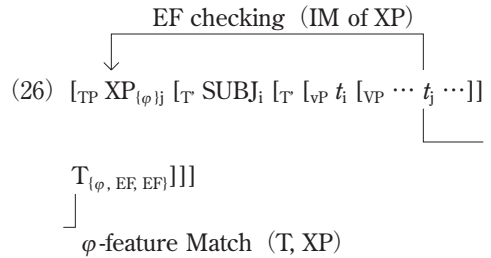 EF checking (IM of XP)
(26) [TP XP{φ}j [T' SUBJi [T' [vP ti [VP ⋯ tj ⋯]]
T{φ, EF, EF}]]]
φ-feature Match (T, XP)